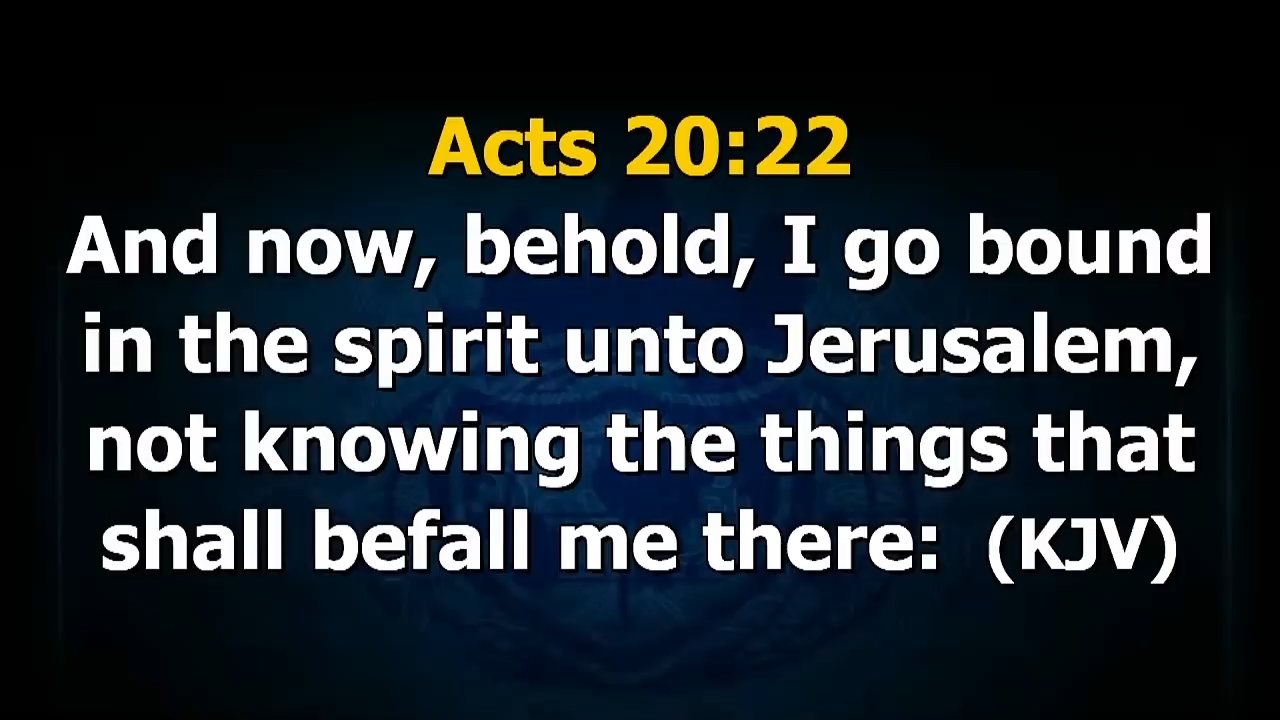 Acts 20:22
And now, behold, I go bound
in the spirit unto Jerusalem,
not knowing the things that
shall befall me there: (KJV)